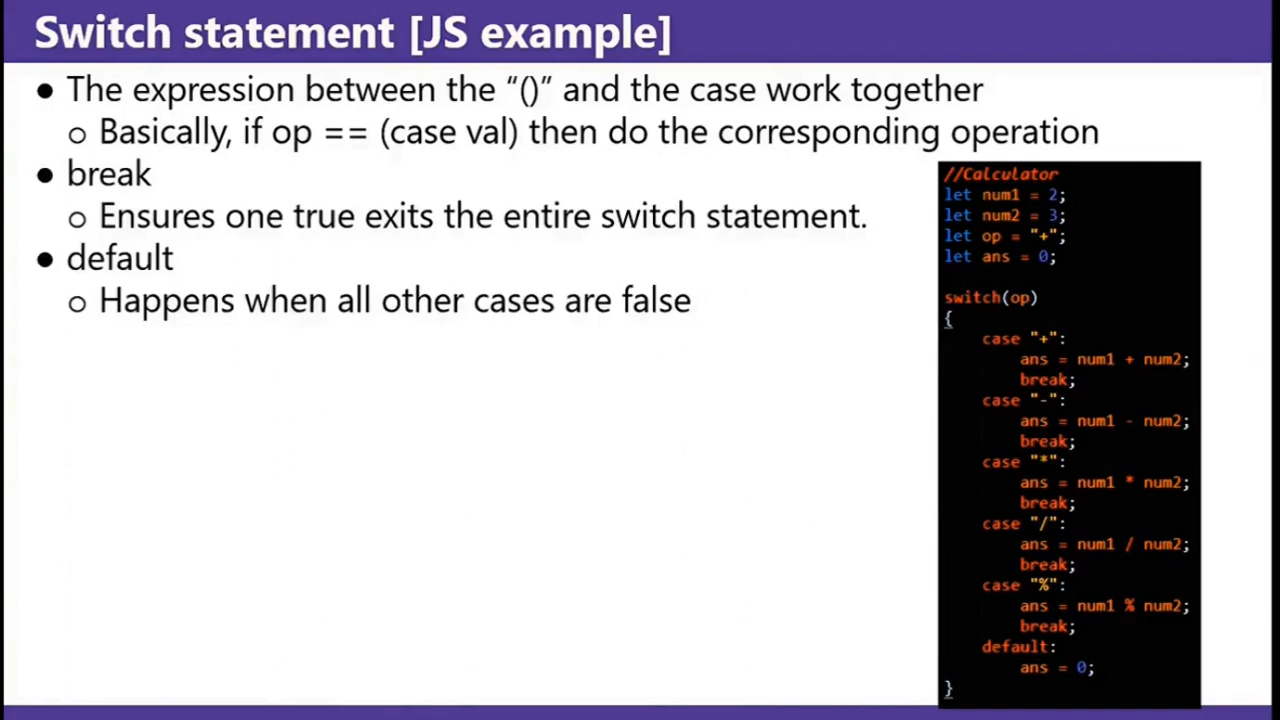 Switch statement [JS example]
● The expression between the “()” and the case work together
○ Basically, if op == (case val) then do the corresponding operation
● break
○ Ensures one true exits the entire switch statement.
● default
○ Happens when all other cases are false
//Calculator
let num1 = 2;
let num2 = 3;
let op = "+";
let ans = 0;
switch(op)
{
case "+":
ans = num1 + num2;
break;
case "-":
ans = num1 - num2;
break;
case "*":
ans = num1 * num2;
break;
case "/":
ans = num1 / num2;
break;
case "%":
ans = num1 % num2;
break;
default:
ans = 0;
}